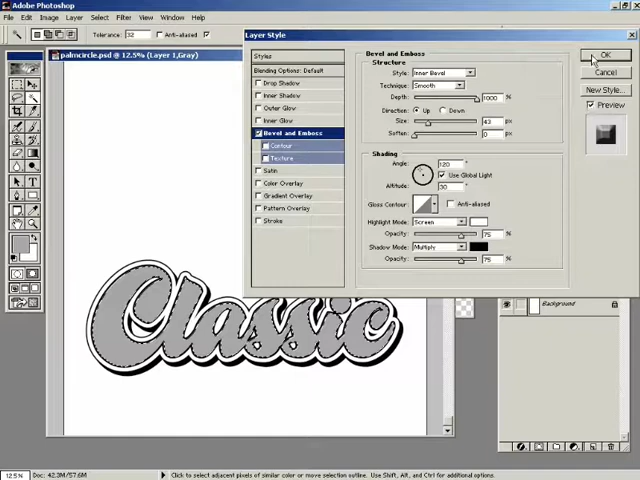 Adobe Photoshop
File Edit Image Layer Select Filter View Window Help
Tolerance: 32 Anti-aliased
palmcircle.psd @ 12.5% (Layer 1,Gray)
Layer Style
Styles
Blending Options: Default
Drop Shadow
Inner Shadow
Outer Glow
Inner Glow
Bevel and Emboss
Contour
Texture
Satin
Color Overlay
Gradient Overlay
Pattern Overlay
Stroke
Bevel and Emboss
Structure
Style: Inner Bevel
Technique: Smooth
Depth: 1000 %
Direction: Up Down
Size: 43 px
Soften: 0 px
Shading
Angle: 120 °
Use Global Light
Altitude: 30 °
Gloss Contour: Anti-aliased
Highlight Mode: Screen
Opacity: 75 %
Shadow Mode: Multiply
Opacity: 75 %
OK
Cancel
New Style...
Preview
Classic
Background
12.5% Doc: 42.3M/57.6M Click to select adjacent pixels of similar color or move selection outline. Use Shift, Alt, and Ctrl for additional options.